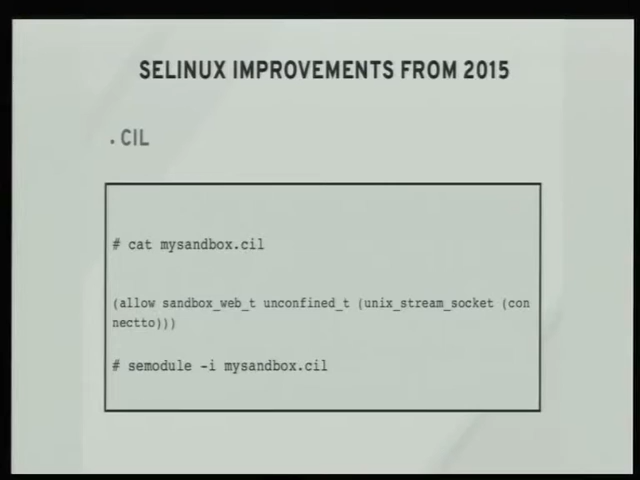 SELINUX IMPROVEMENTS FROM 2015
. CIL
# cat mysandbox.cil
(allow sandbox_web_t unconfined_t (unix_stream_socket (con
nectto)))
# semodule -i mysandbox.cil